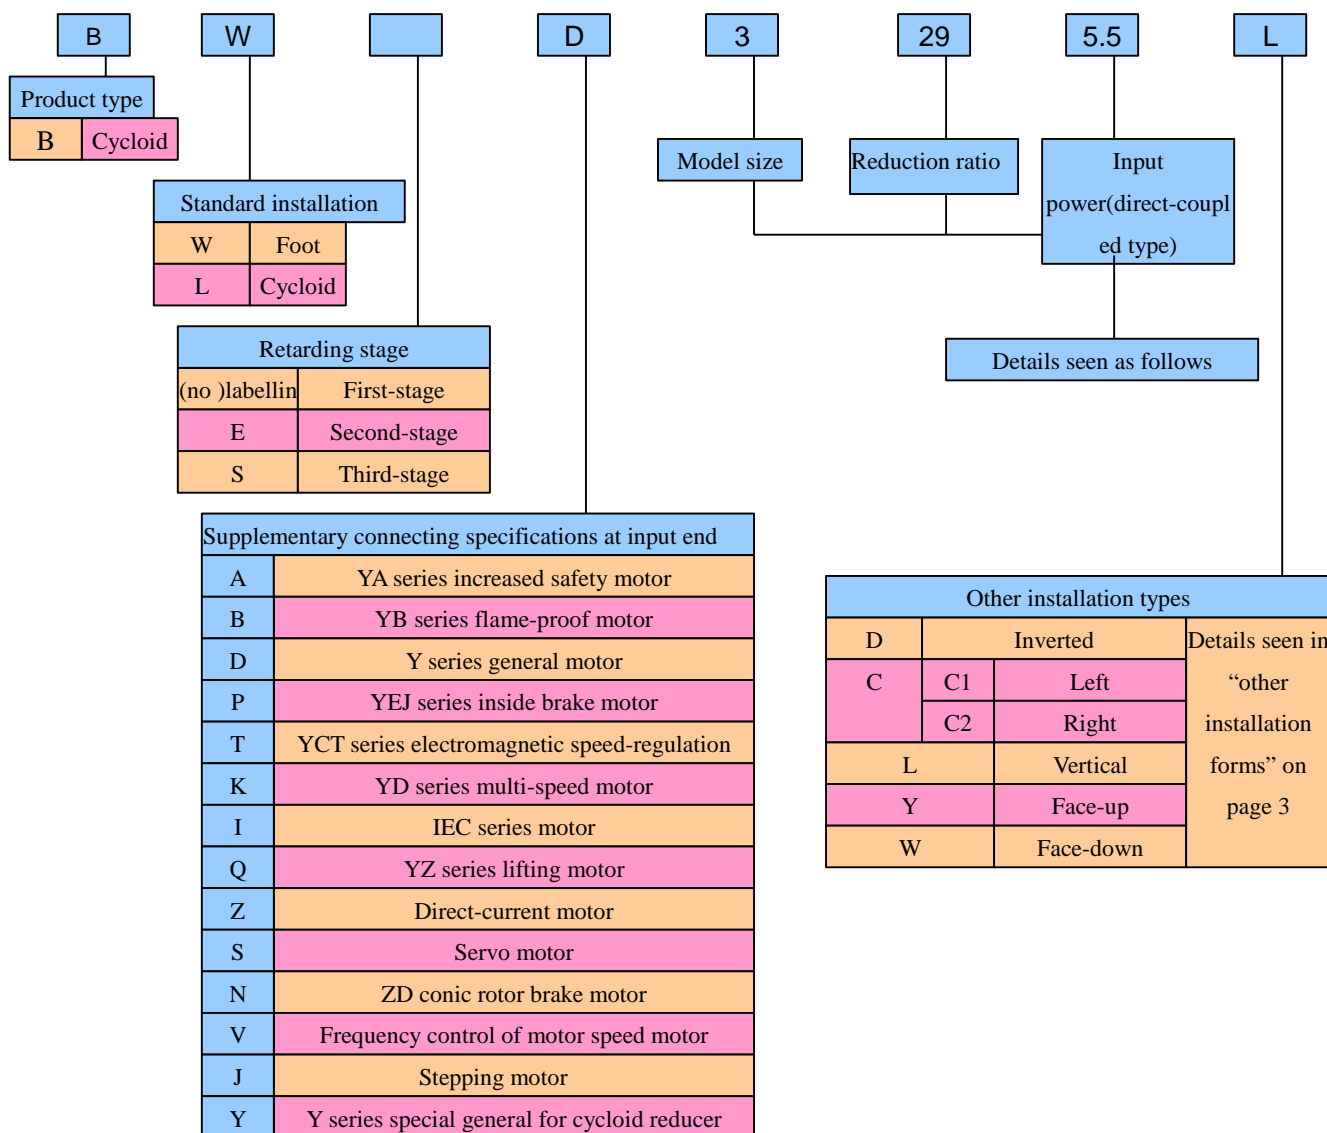 B W D 3 29 5.5 L
Product type
B Cycloid
Standard installation
W Foot
L Cycloid
Retarding stage
(no )labellin First-stage
E Second-stage
S Third-stage
Supplementary connecting specifications at input end
A YA series increased safety motor
B YB series flame-proof motor
D Y series general motor
P YEJ series inside brake motor
T YCT series electromagnetic speed-regulation
K YD series multi-speed motor
I IEC series motor
Q YZ series lifting motor
Z Direct-current motor
S Servo motor
N ZD conic rotor brake motor
V Frequency control of motor speed motor
J Stepping motor
Y Y series special general for cycloid reducer
Model size
Reduction ratio
Input
power(direct-coupl
ed type)
Details seen as follows
Other installation types
D Inverted
C C1 Left
C2 Right
L Vertical
Y Face-up
W Face-down
Details seen in
“other
installation
forms” on
page 3